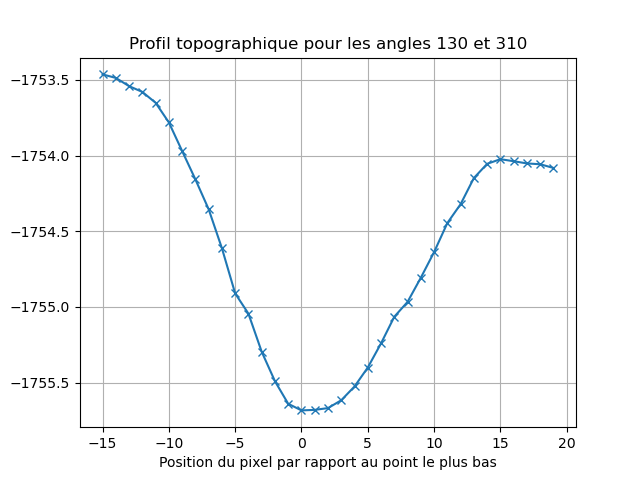 Profil topographique pour les angles 130 et 310
−1753.5
−1754.0
−1754.5
−1755.0
−1755.5
−15 −10 −5 0 5 10 15 20
Position du pixel par rapport au point le plus bas